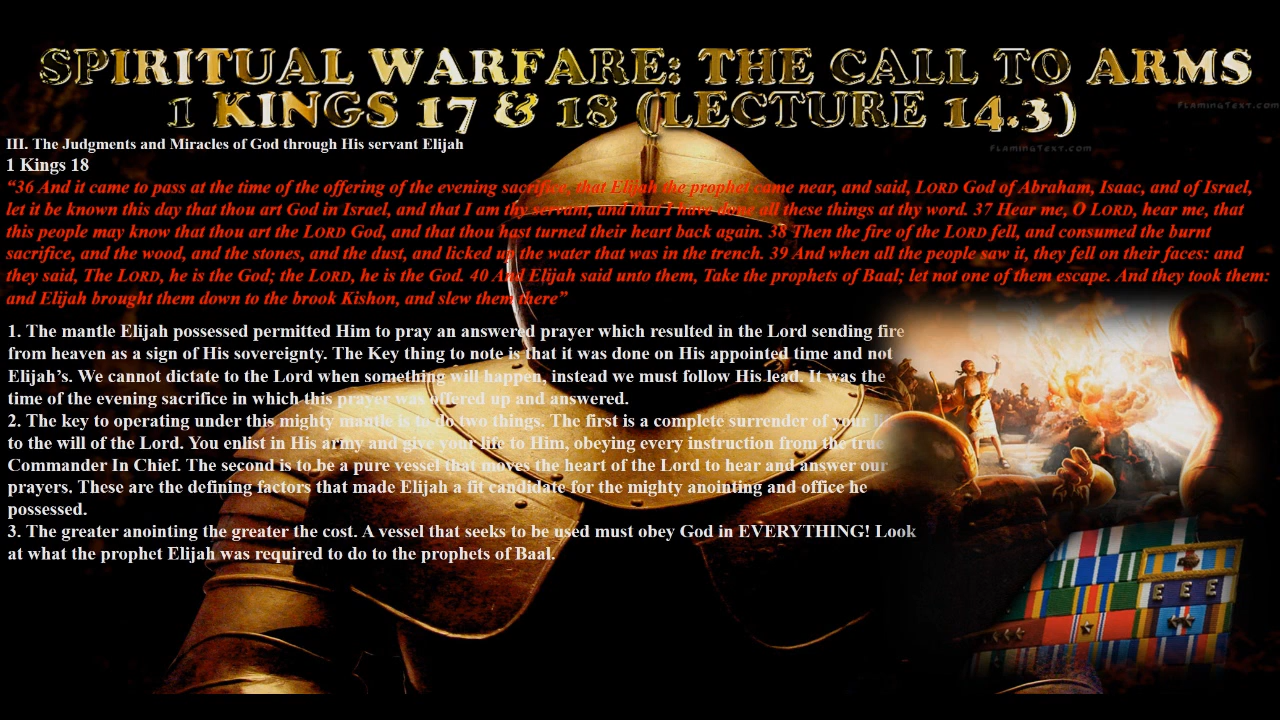 SPIRITUAL WARFARE: THE CALL TO ARMS
1 KINGS 17 & 18 (LECTURE 14.3)
FLAMINGTEXT.COM
FLAMINGTEXT.COM
III. The Judgments and Miracles of God through His servant Elijah
1 Kings 18
“36 And it came to pass at the time of the offering of the evening sacrifice, that Elijah the prophet came near, and said, LORD God of Abraham, Isaac, and of Israel,
let it be known this day that thou art God in Israel, and that I am thy servant, and that I have done all these things at thy word. 37 Hear me, O LORD, hear me, that
this people may know that thou art the LORD God, and that thou hast turned their heart back again. 38 Then the fire of the LORD fell, and consumed the burnt
sacrifice, and the wood, and the stones, and the dust, and licked up the water that was in the trench. 39 And when all the people saw it, they fell on their faces: and
they said, The LORD, he is the God; the LORD, he is the God. 40 And Elijah said unto them, Take the prophets of Baal; let not one of them escape. And they took them:
and Elijah brought them down to the brook Kishon, and slew them there”
1. The mantle Elijah possessed permitted Him to pray an answered prayer which resulted in the Lord sending fire
from heaven as a sign of His sovereignty. The Key thing to note is that it was done on His appointed time and not
Elijah’s. We cannot dictate to the Lord when something will happen, instead we must follow His lead. It was the
time of the evening sacrifice in which this prayer was offered up and answered.
2. The key to operating under this mighty mantle is to do two things. The first is a complete surrender of your
to the will of the Lord. You enlist in His army and give your life to Him, obeying every instruction from the true
Commander In Chief. The second is to be a pure vessel that moves the heart of the Lord to hear and answer our
prayers. These are the defining factors that made Elijah a fit candidate for the mighty anointing and office he
possessed.
3. The greater anointing the greater the cost. A vessel that seeks to be used must obey God in EVERYTHING! Look
at what the prophet Elijah was required to do to the prophets of Baal.
E E E